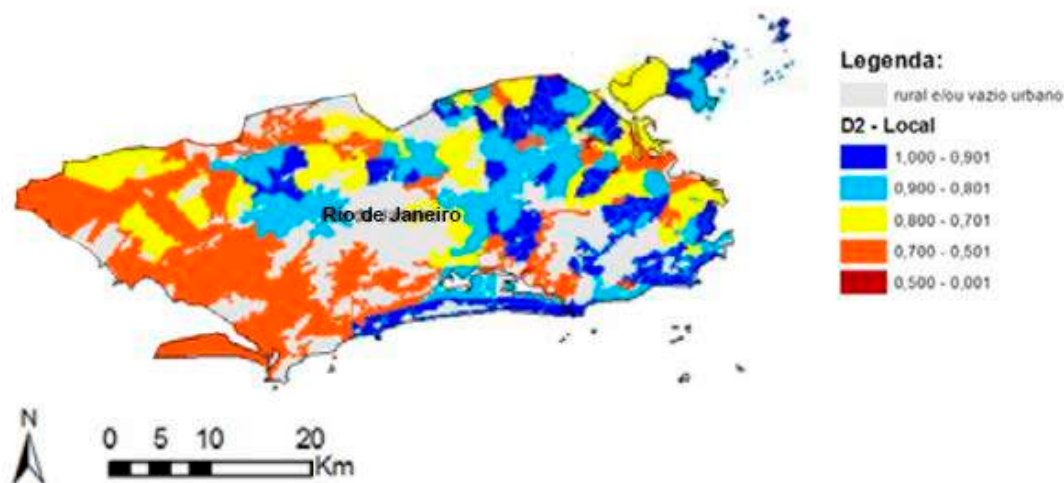 Legenda:
rural e/ou vazio urbano
D2 - Local
1,000 - 0,901
0,900 - 0,801
0,800 - 0,701
0,700 - 0,501
0,500 - 0,001
Rio de Janeiro
N
0 5 10 20
Km